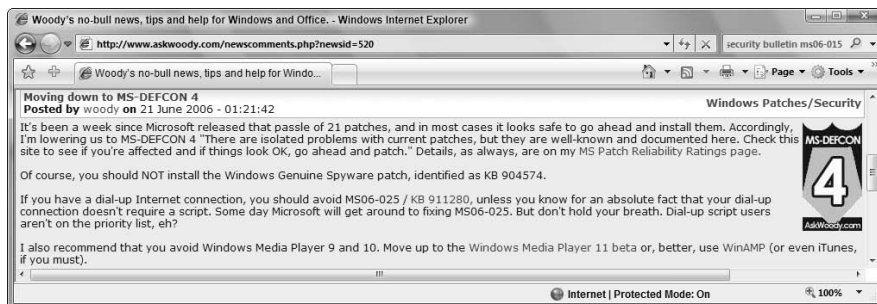 Woody's no-bull news, tips and help for Windows and Office. - Windows Internet Explorer
http://www.askwoody.com/newscomments.php?newsid=520
security bulletin ms06-015
Woody's no-bull news, tips and help for Windo...
Page
Tools
Moving down to MS-DEFCON 4
Posted by woody on 21 June 2006 - 01:21:42
Windows Patches/Security
It's been a week since Microsoft released that passle of 21 patches, and in most cases it looks safe to go ahead and install them. Accordingly,
I'm lowering us to MS-DEFCON 4 "There are isolated problems with current patches, but they are well-known and documented here. Check this
site to see if you're affected and if things look OK, go ahead and patch." Details, as always, are on my MS Patch Reliability Ratings page.
MS-DEFCON
4
AskWoody.com
Of course, you should NOT install the Windows Genuine Spyware patch, identified as KB 904574.
If you have a dial-up Internet connection, you should avoid MS06-025 / KB 911280, unless you know for an absolute fact that your dial-up
connection doesn't require a script. Some day Microsoft will get around to fixing MS06-025. But don't hold your breath. Dial-up script users
aren't on the priority list, eh?
I also recommend that you avoid Windows Media Player 9 and 10. Move up to the Windows Media Player 11 beta or, better, use WinAMP (or even iTunes,
if you must).
Internet | Protected Mode: On
100%